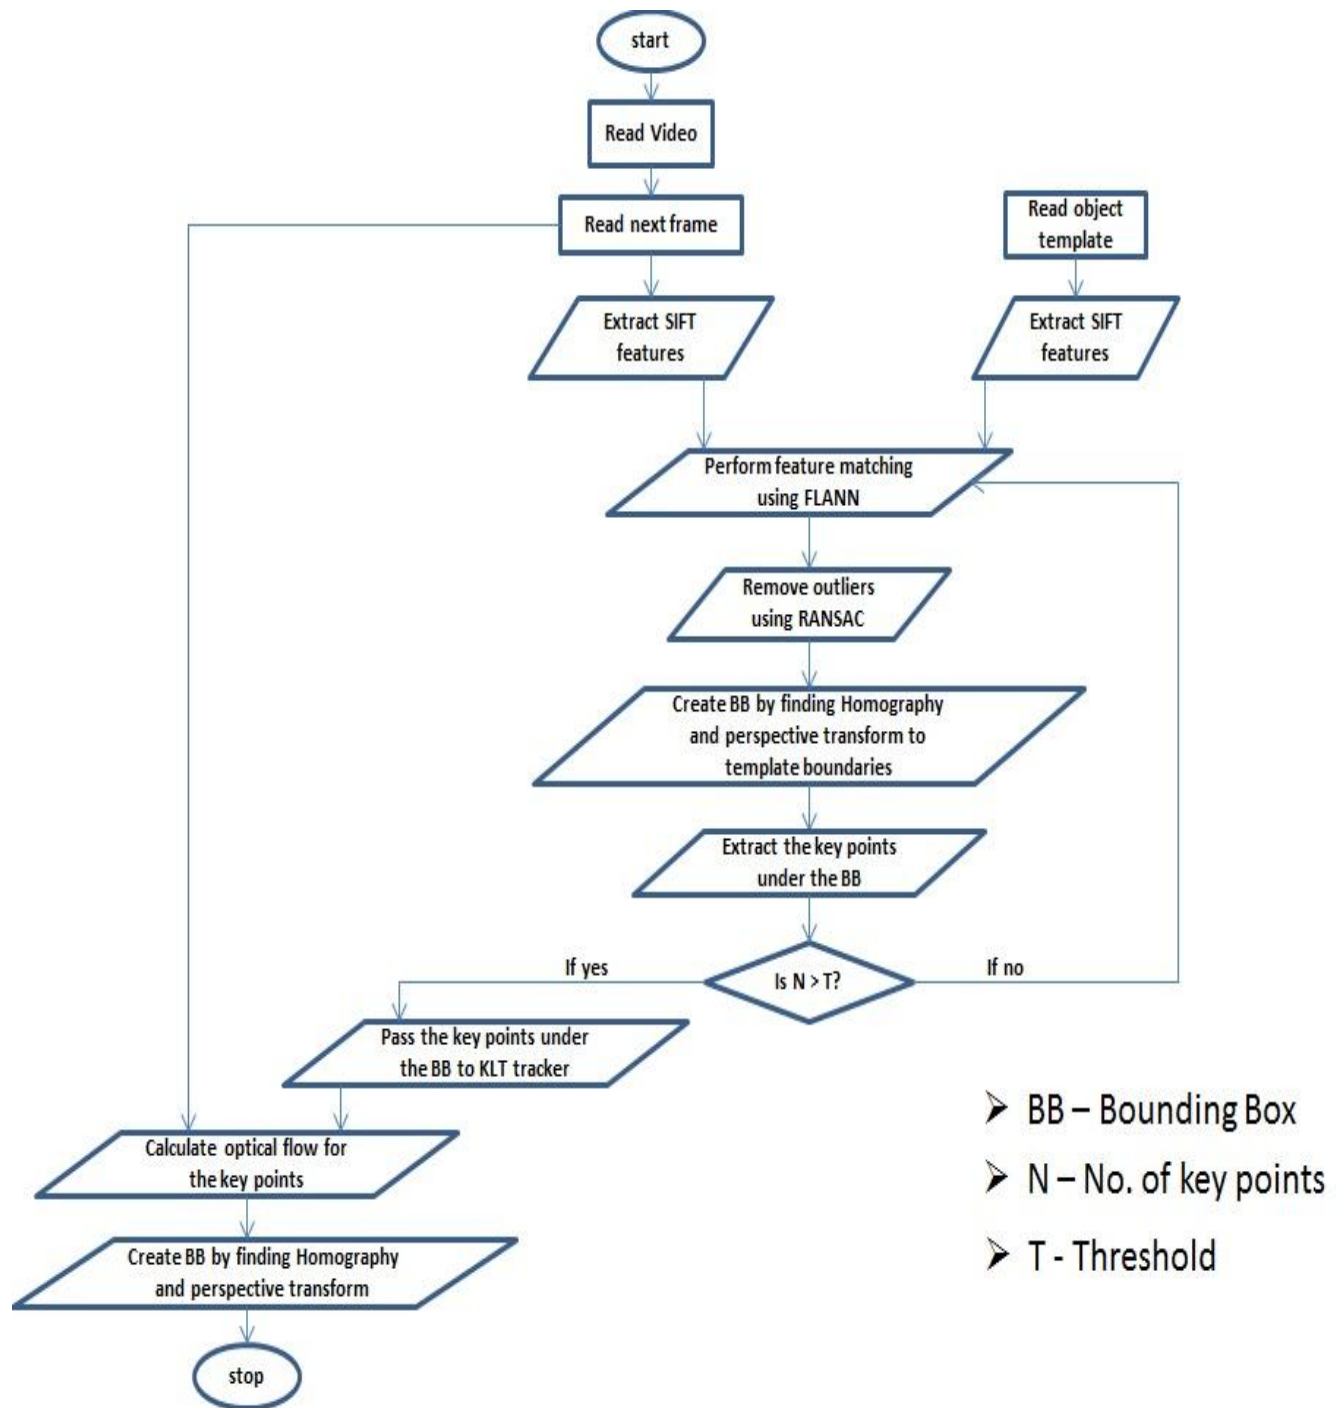 start
Read Video
Read next frame
Read object
template
Extract SIFT
features
Extract SIFT
features
Perform feature matching
using FLANN
Remove outliers
using RANSAC
Create BB by finding Homography
and perspective transform to
template boundaries
Extract the key points
under the BB
If yes
Is N > T?
If no
Pass the key points under
the BB to KLT tracker
Calculate optical flow for
the key points
Create BB by finding Homography
and perspective transform
stop
➢ BB – Bounding Box
➢ N – No. of key points
➢ T - Threshold